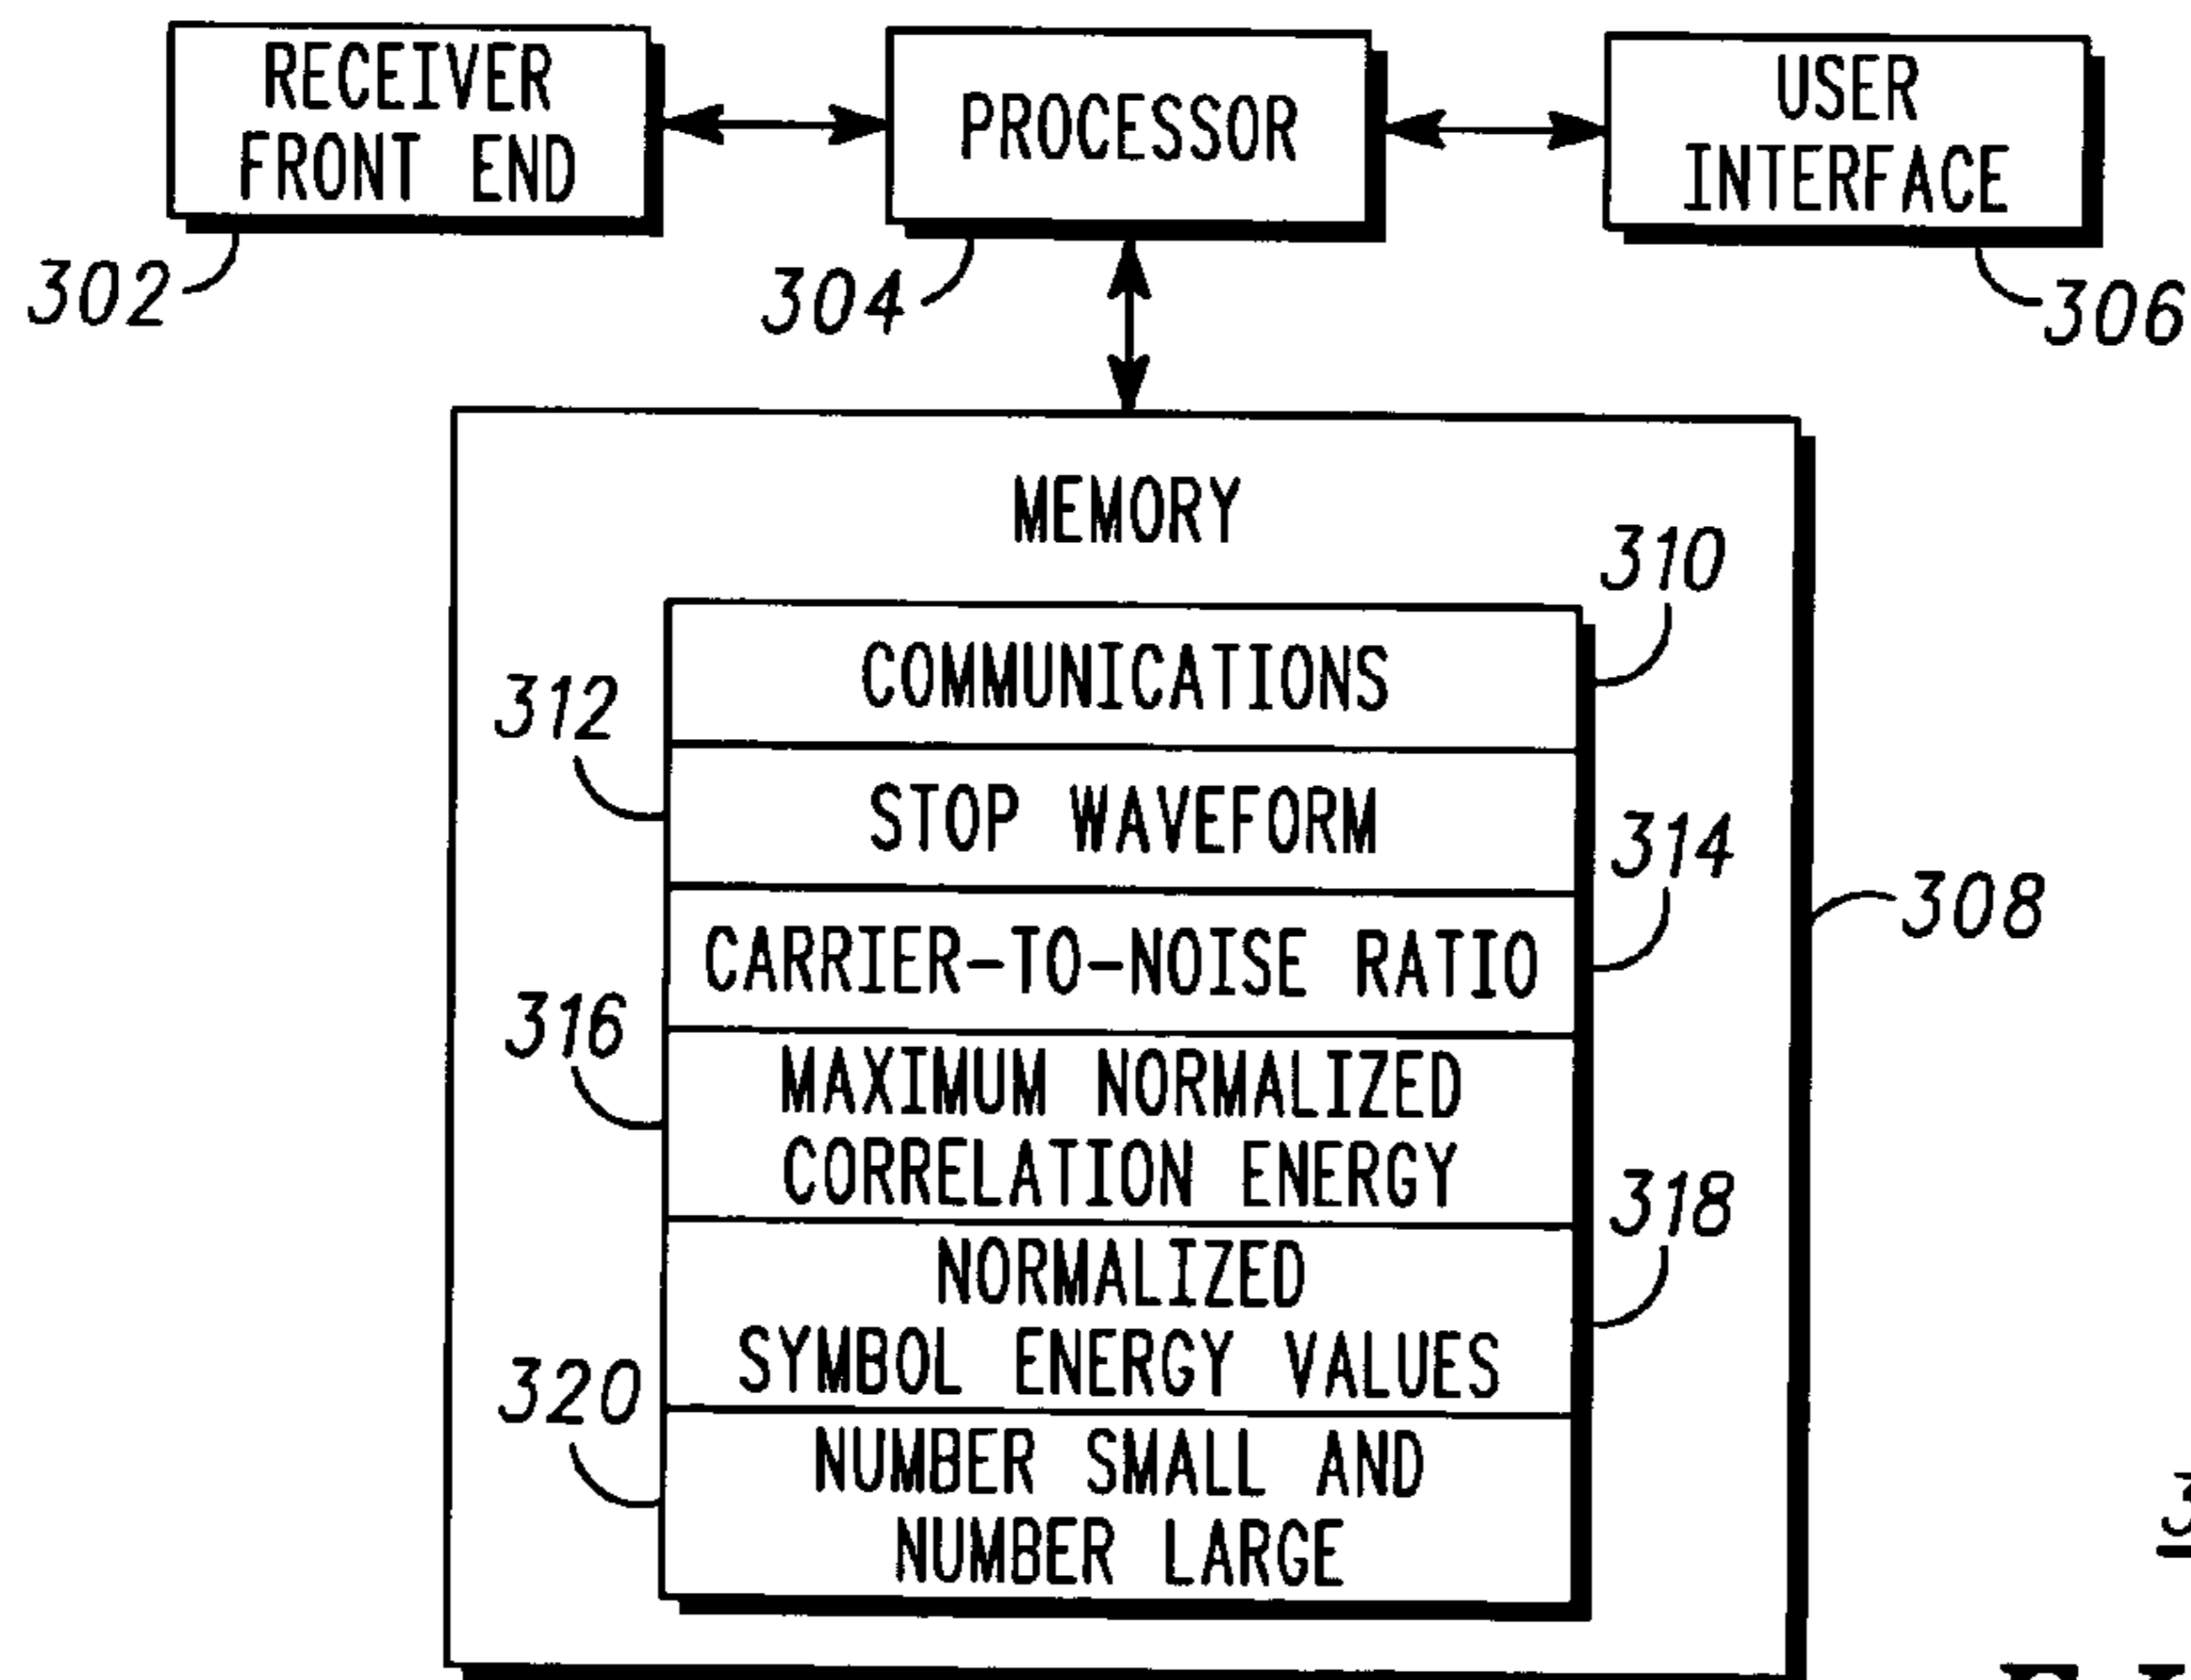 RECEIVER
FRONT END
PROCESSOR
USER
INTERFACE
302
304
306
MEMORY
310
COMMUNICATIONS
312
STOP WAVEFORM
314
CARRIER-TO-NOISE RATIO
308
316
MAXIMUM NORMALIZED
CORRELATION ENERGY
318
NORMALIZED
SYMBOL ENERGY VALUES
320
NUMBER SMALL AND
NUMBER LARGE